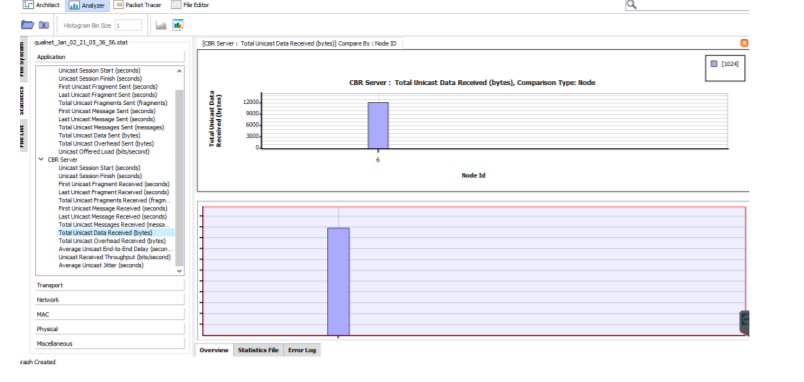 Architect Analyzer Packet Tracer File Editor
Histogram Bin Size 1
qualnet_Jan_02_21_05_36_56.stat
Application
Unicast Session Start (seconds)
Unicast Session Finish (seconds)
First Unicast Fragment Sent (seconds)
Last Unicast Fragment Sent (seconds)
Total Unicast Fragments Sent (fragments)
First Unicast Message Sent (seconds)
Last Unicast Message Sent (seconds)
Total Unicast Messages Sent (messages)
Total Unicast Data Sent (bytes)
Total Unicast Overhead Sent (bytes)
Unicast Offered Load (bits/second)
CBR Server
Unicast Session Start (seconds)
Unicast Session Finish (seconds)
First Unicast Fragment Received (seconds)
Last Unicast Fragment Received (seconds)
Total Unicast Fragments Received (fragm...
First Unicast Message Received (seconds)
Last Unicast Message Received (seconds)
Total Unicast Messages Received (messa...
Total Unicast Data Received (bytes)
Total Unicast Overhead Received (bytes)
Average Unicast End-to-End Delay (secon...
Unicast Received Throughput (bits/second)
Average Unicast Jitter (seconds)
Transport
Network
MAC
Physical
Miscellaneous
File System
Statistics
File List
[CBR Server : Total Unicast Data Received (bytes)] Compare By : Node ID
[1024]
CBR Server : Total Unicast Data Received (bytes), Comparison Type: Node
Total Unicast Data
Received (bytes)
12000
9000
6000
3000
0
6
Node Id
Overview Statistics File Error Log
raph Created